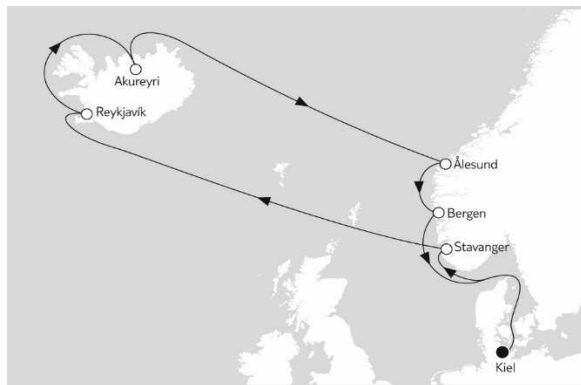 Akureyri
Reykjavík
Ålesund
Bergen
Stavanger
Kiel